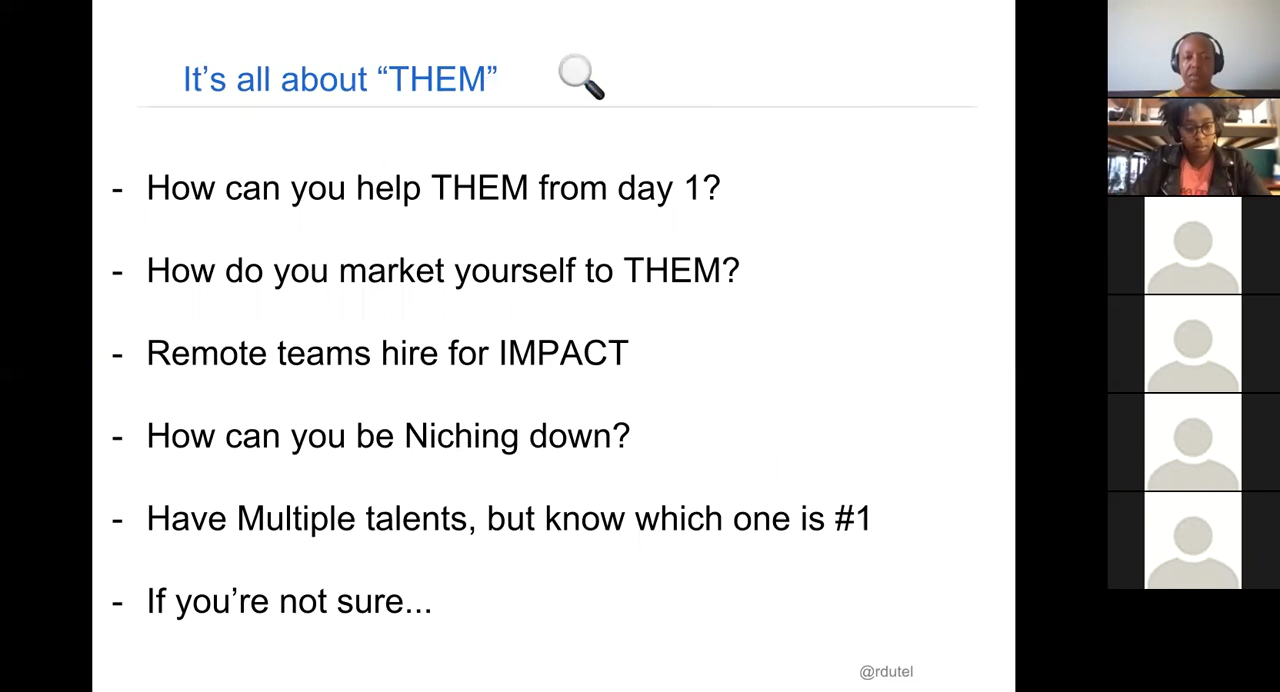 It’s all about “THEM”
- How can you help THEM from day 1?
- How do you market yourself to THEM?
- Remote teams hire for IMPACT
- How can you be Niching down?
- Have Multiple talents, but know which one is #1
- If you’re not sure...
@rdutel